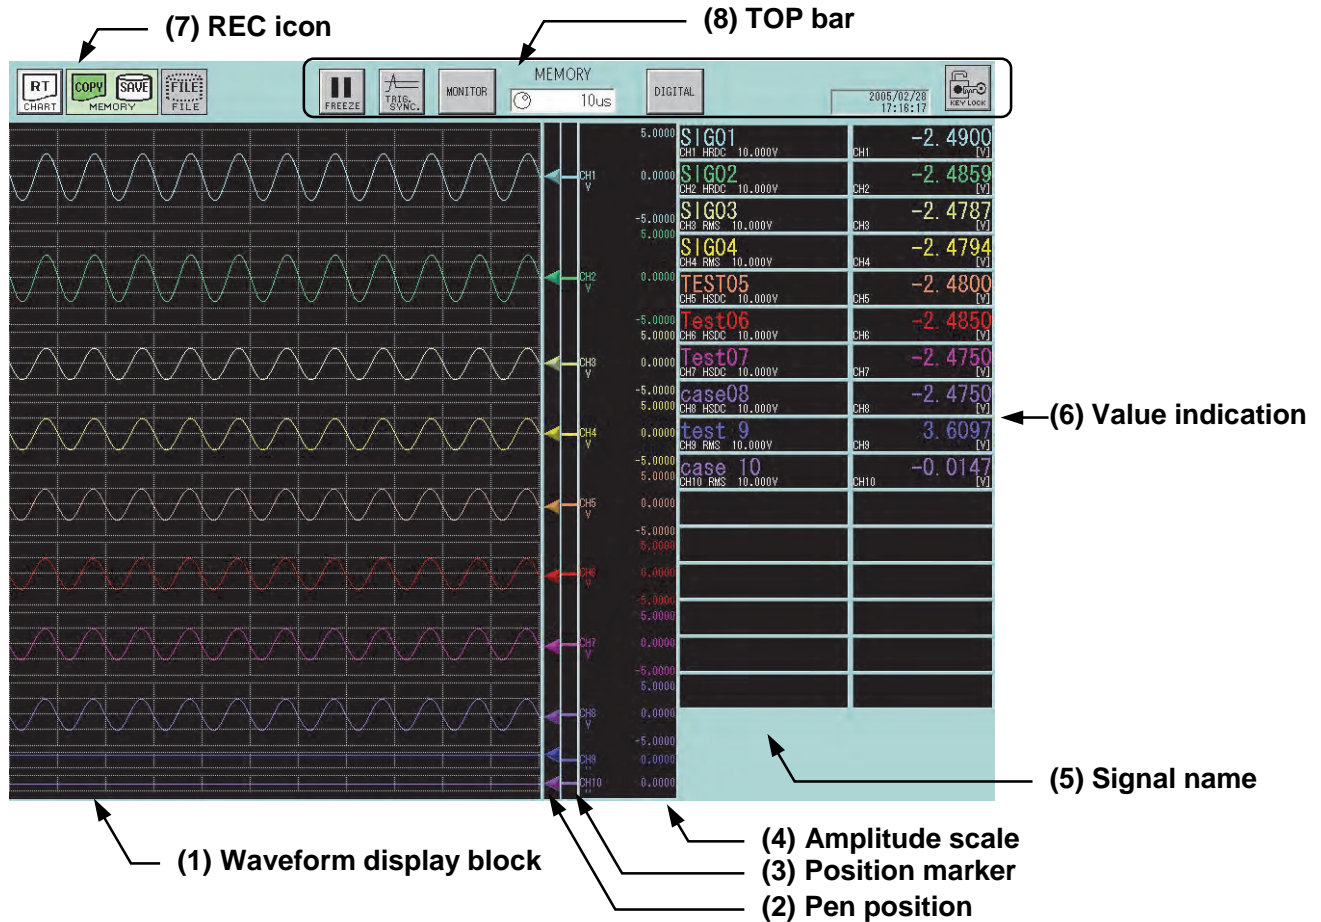 (7) REC icon
(8) TOP bar
RT
CHART
COPY
SAVE
MEMORY
FILE
FILE
FREEZE
TRIG.
SYNC.
MONITOR
MEMORY
10us
DIGITAL
2005/02/28
17:16:17
KEY LOCK
CH1
V
5.0000
0.0000
-5.0000
CH2
V
5.0000
0.0000
-5.0000
CH3
V
5.0000
0.0000
-5.0000
CH4
V
5.0000
0.0000
-5.0000
CH5
V
5.0000
0.0000
-5.0000
CH6
V
5.0000
0.0000
-5.0000
CH7
V
5.0000
0.0000
-5.0000
CH8
V
5.0000
0.0000
-5.0000
CH9
0.0000
CH10
0.0000
SIG01
CH1 HRDC 10.000V
CH1 -2.4900 [V]
SIG02
CH2 HRDC 10.000V
CH2 -2.4859 [V]
SIG03
CH3 RMS 10.000V
CH3 -2.4787 [V]
SIG04
CH4 RMS 10.000V
CH4 -2.4794 [V]
TEST05
CH5 HSDC 10.000V
CH5 -2.4800 [V]
Test06
CH6 HSDC 10.000V
CH6 -2.4850 [V]
Test07
CH7 HSDC 10.000V
CH7 -2.4750 [V]
case08
CH8 HSDC 10.000V
CH8 -2.4750 [V]
test 9
CH9 RMS 10.000V
CH9 3.6097 [V]
case 10
CH10 RMS 10.000V
CH10 -0.0147 [V]
(6) Value indication
(5) Signal name
(4) Amplitude scale
(3) Position marker
(2) Pen position
(1) Waveform display block